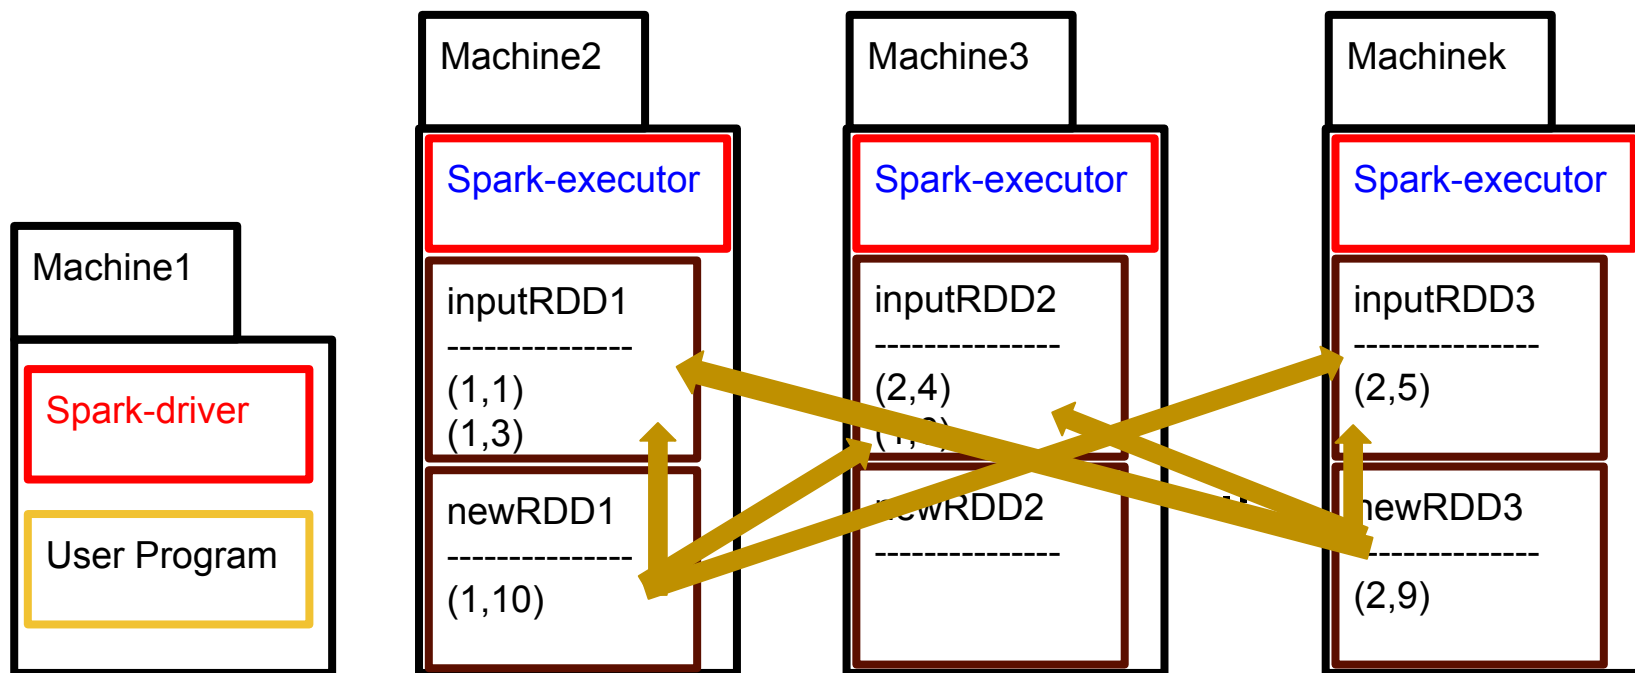 Machine1
Spark-driver
User Program
Machine2
Spark-executor
inputRDD1
---------------
(1,1)
(1,3)
newRDD1
---------------
(1,10)
Machine3
Spark-executor
inputRDD2
---------------
(2,4)
newRDD2
---------------
Machinek
Spark-executor
inputRDD3
---------------
(2,5)
newRDD3
---------------
(2,9)